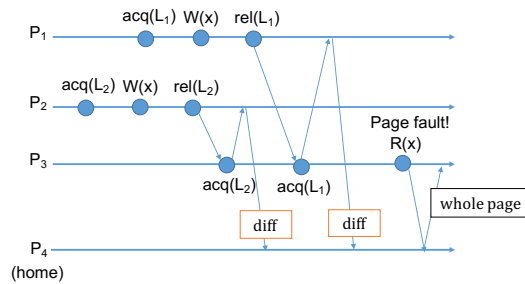 acq(L₁) W(x) rel(L₁)
P₁
acq(L₂) W(x) rel(L₂)
P₂
Page fault!
R(x)
P₃
acq(L₂) acq(L₁)
whole page
diff diff
P₄
(home)